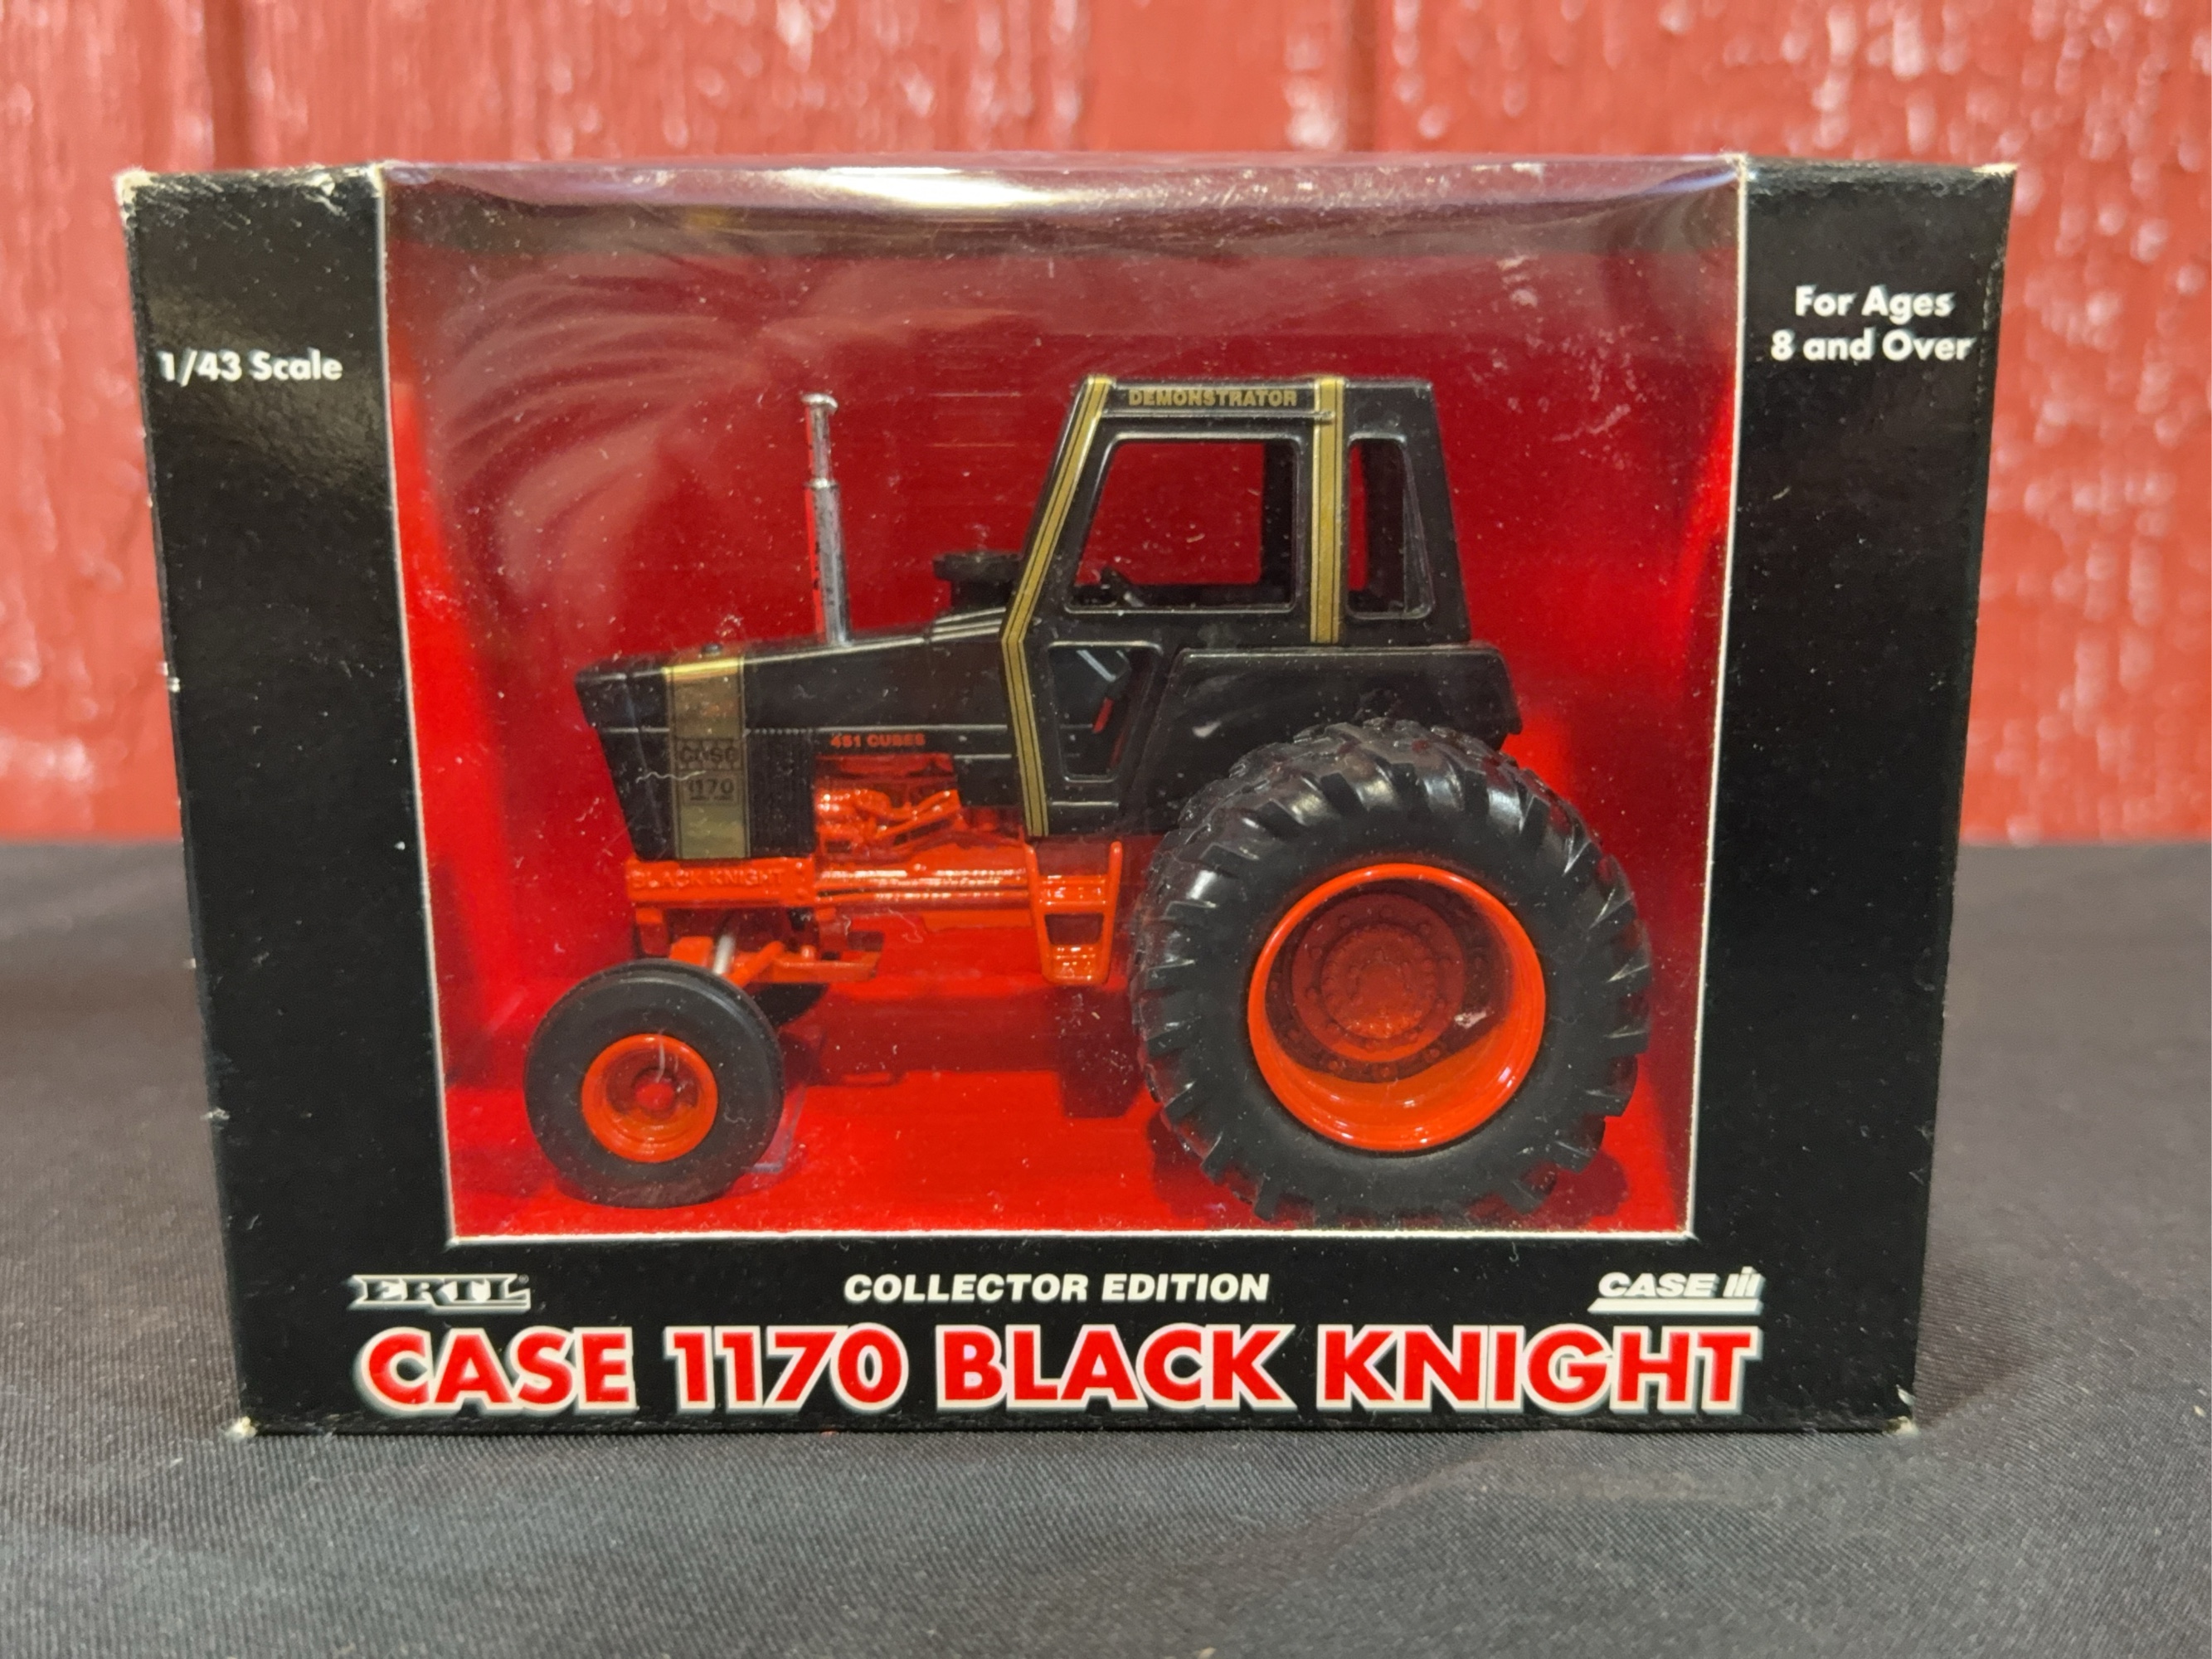 1/43 Scale
For Ages
8 and Over
DEMONSTRATOR
451 CUBES
CASE
1170
BLACK KNIGHT
ERTL
COLLECTOR EDITION
CASE IH
CASE 1170 BLACK KNIGHT